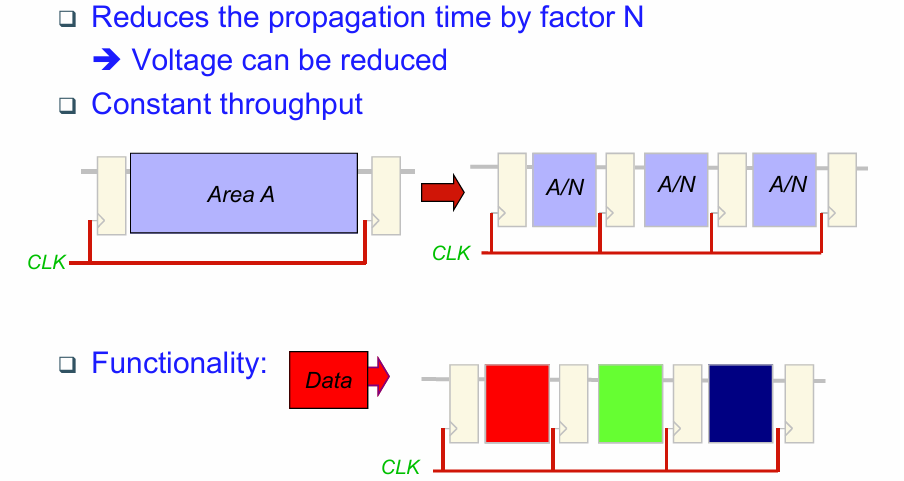 ❑ Reduces the propagation time by factor N
➔ Voltage can be reduced
❑ Constant throughput
Area A
A/N
A/N
A/N
CLK
CLK
❑ Functionality:
Data
CLK